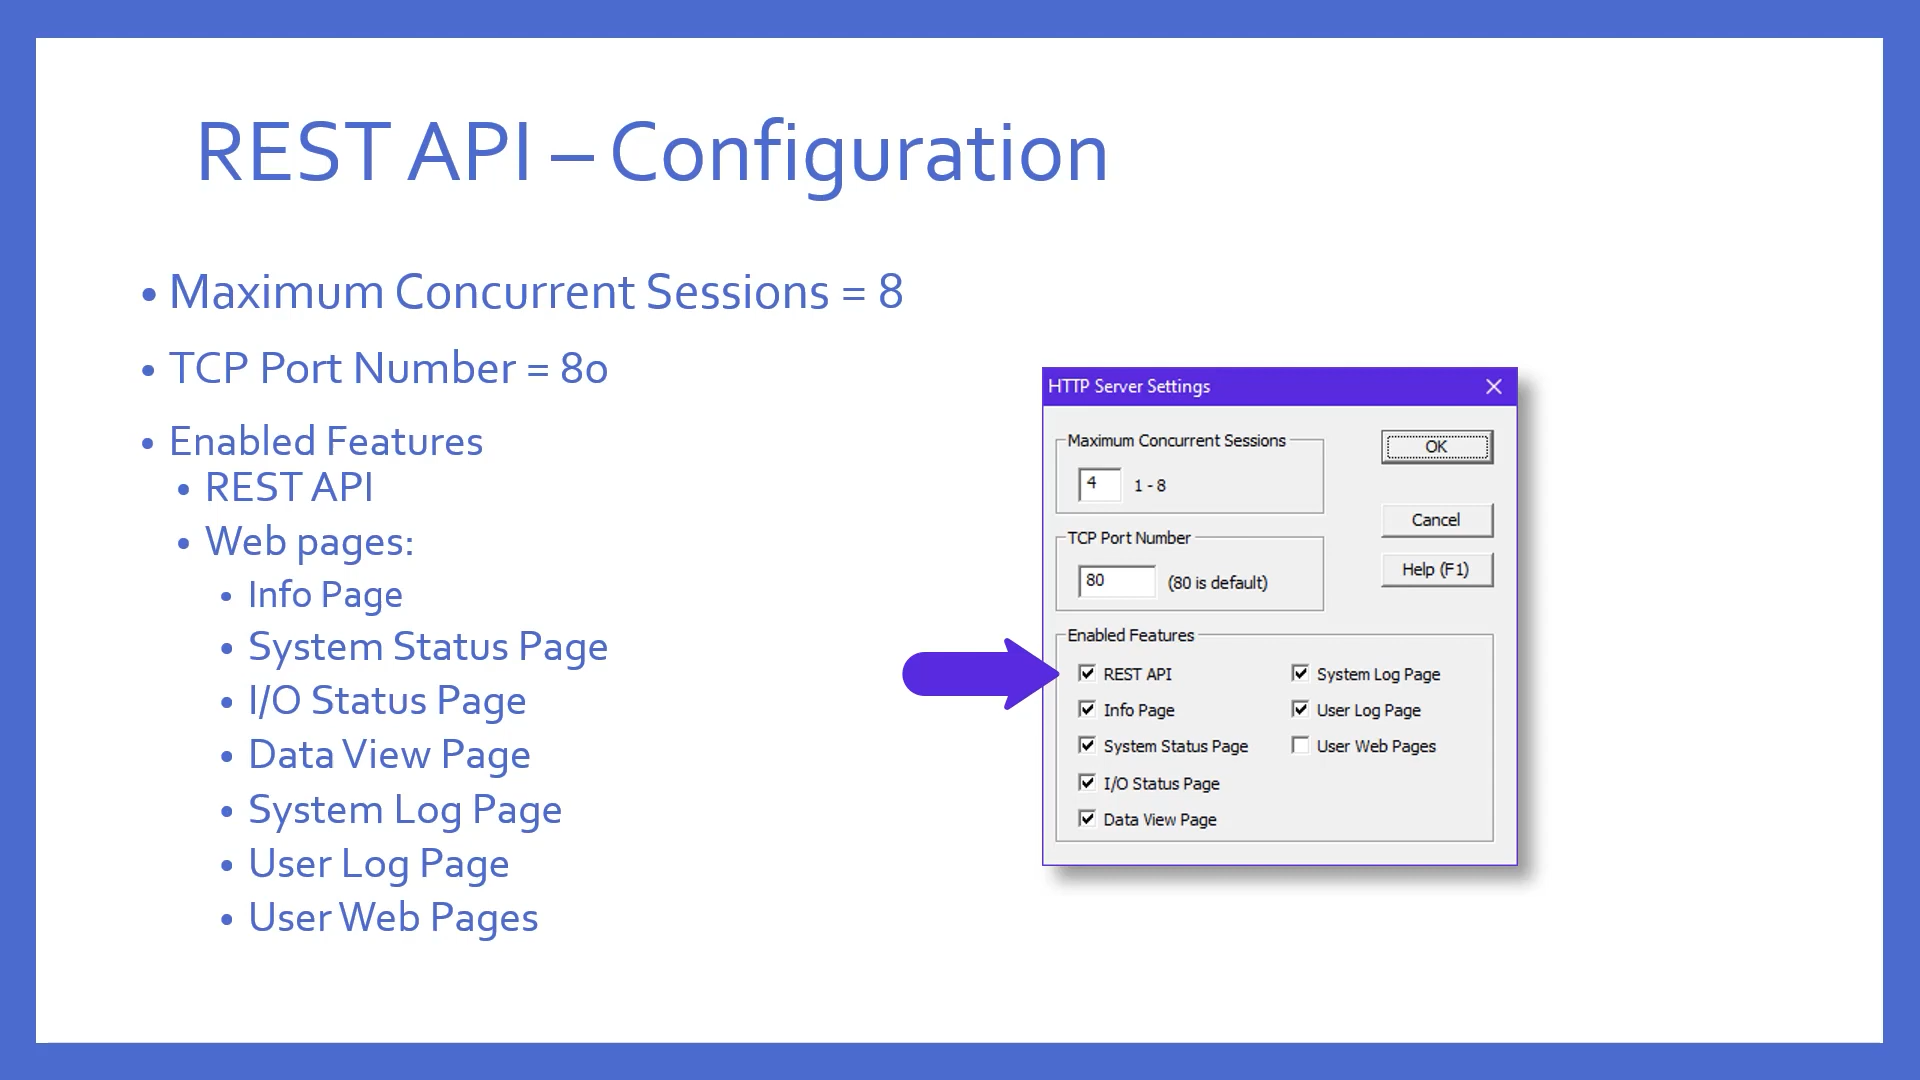 REST API – Configuration
• Maximum Concurrent Sessions = 8
• TCP Port Number = 80
• Enabled Features
• REST API
• Web pages:
• Info Page
• System Status Page
• I/O Status Page
• Data View Page
• System Log Page
• User Log Page
• User Web Pages
HTTP Server Settings
Maximum Concurrent Sessions
4 1 - 8
OK
Cancel
TCP Port Number
80 (80 is default)
Help (F1)
Enabled Features
REST API
System Log Page
Info Page
User Log Page
System Status Page
User Web Pages
I/O Status Page
Data View Page